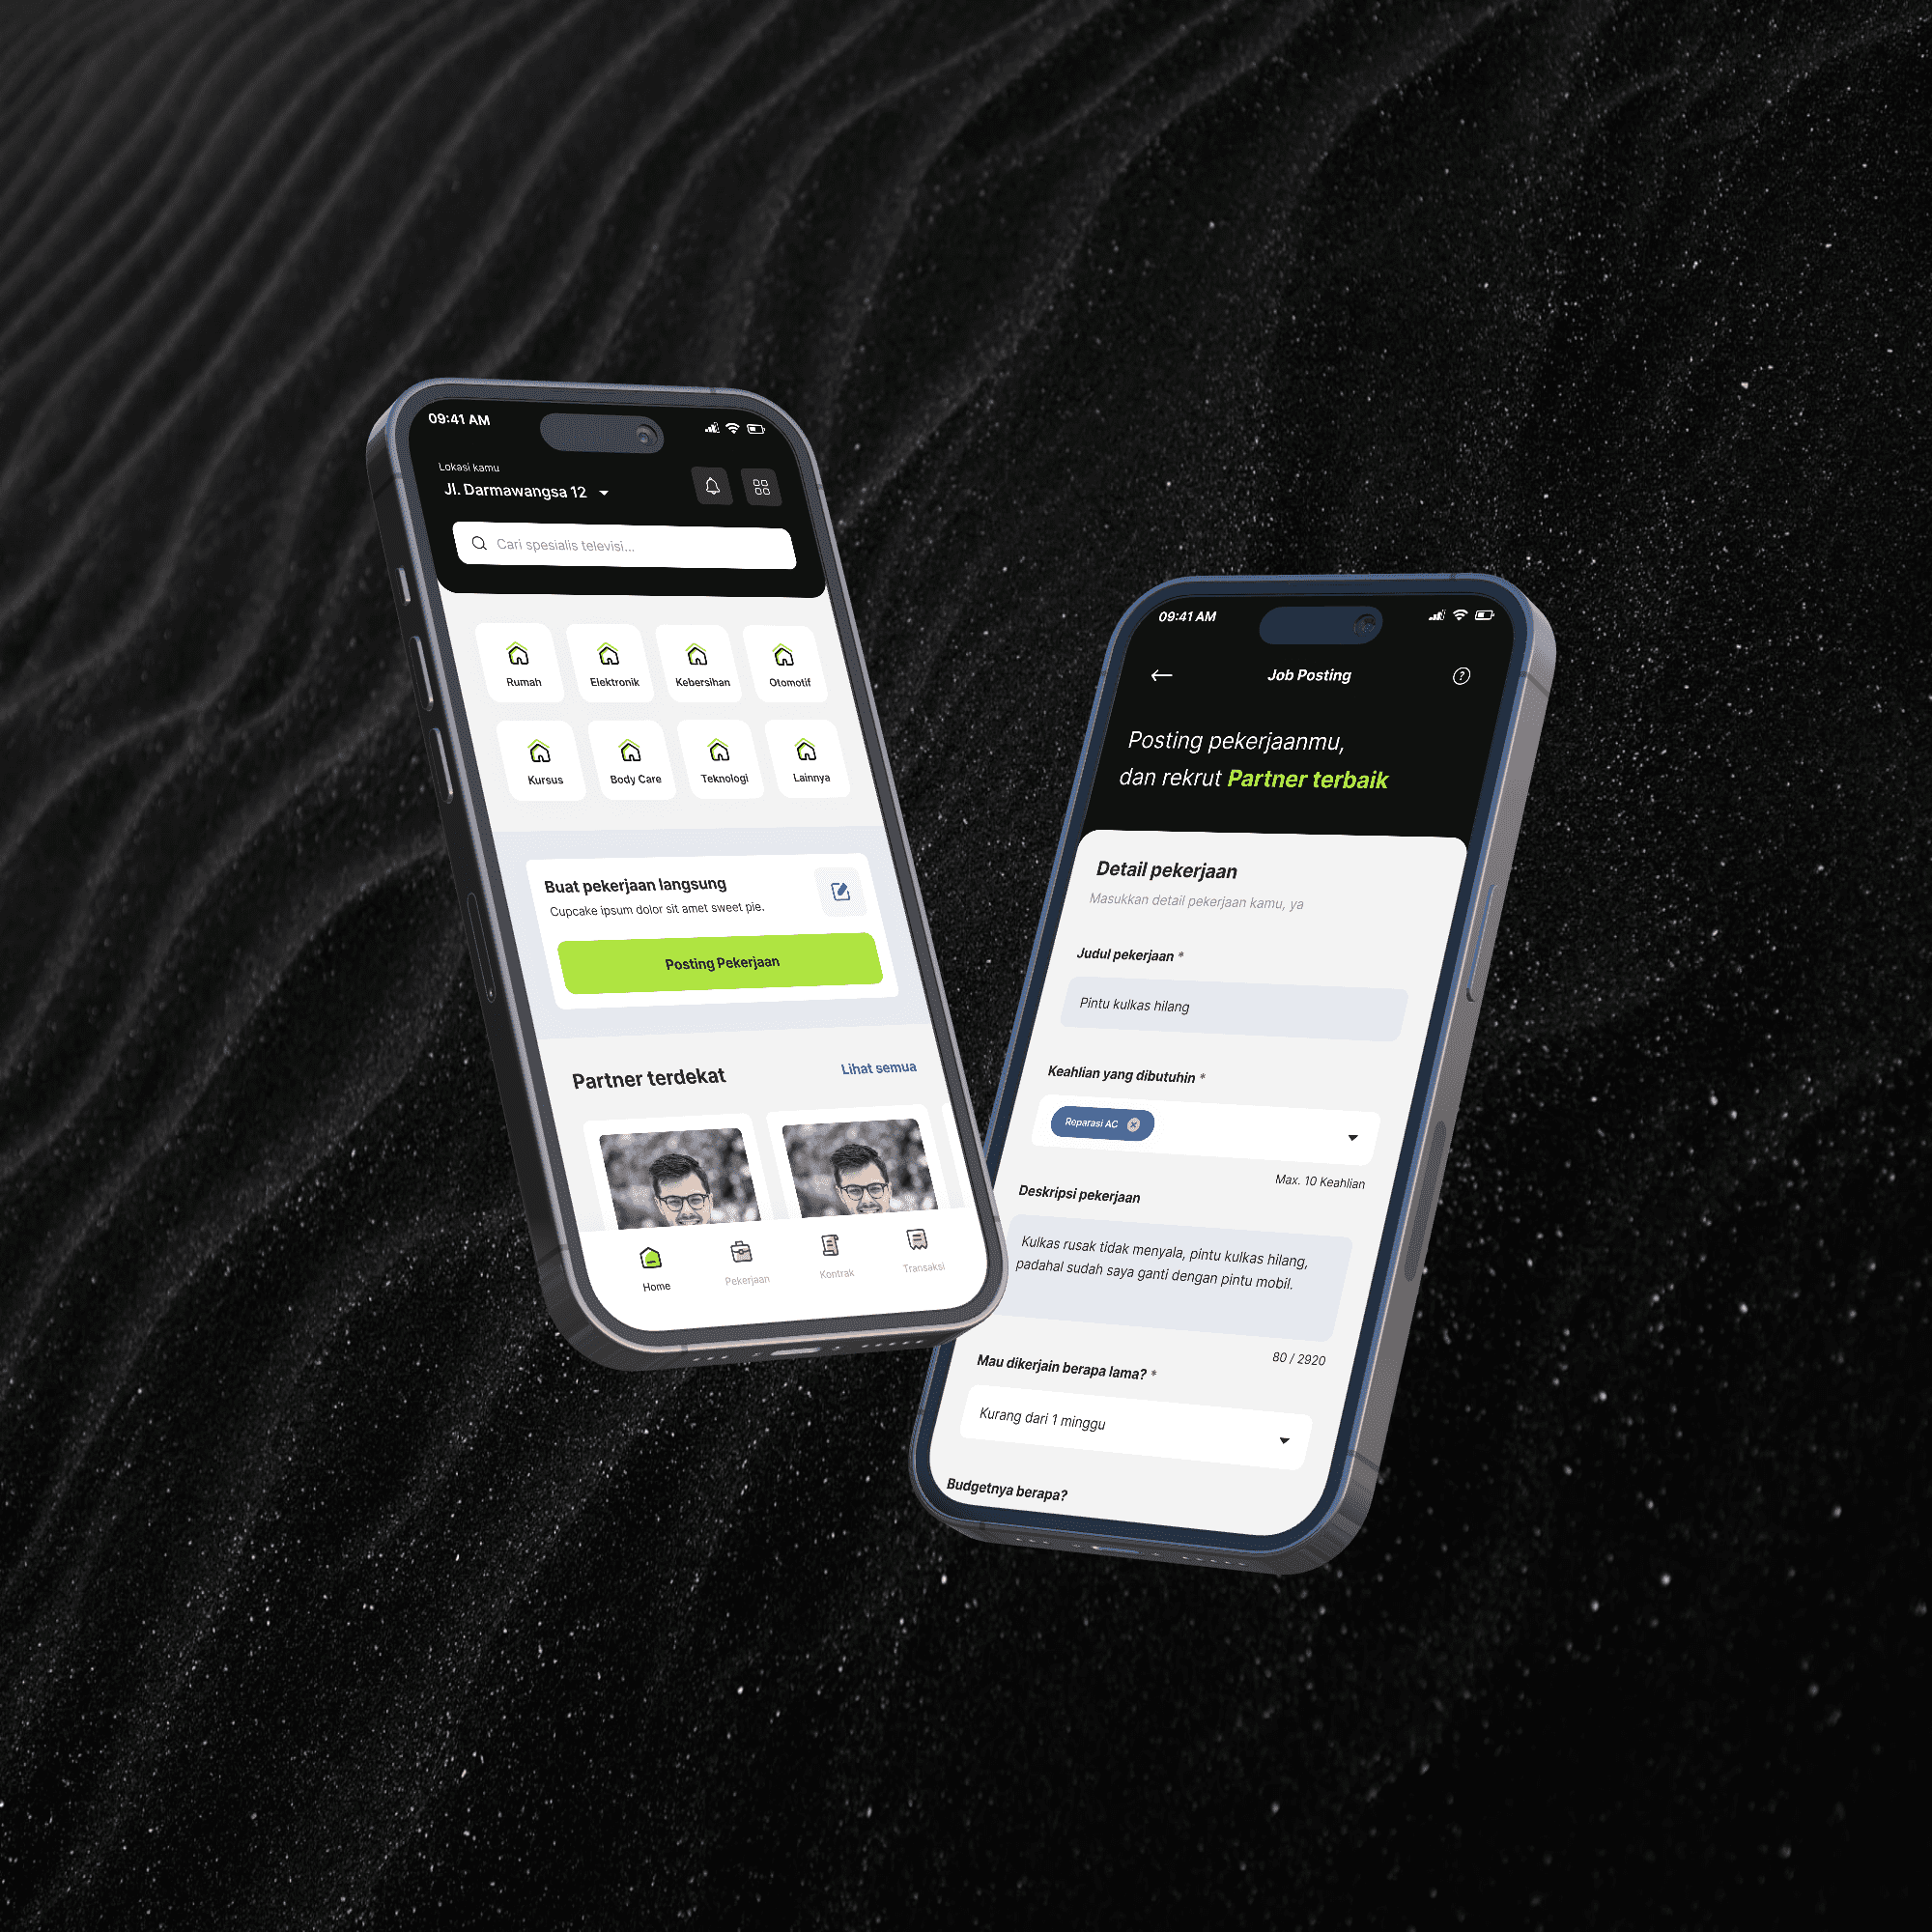 09:41 AM
Lokasi kamu
Jl. Darmawangsa 12
Cari spesialis televisi...
Rumah
Elektronik
Kebersihan
Otomotif
Kursus
Body Care
Teknologi
Lainnya
Buat pekerjaan langsung
Cupcake ipsum dolor sit amet sweet pie.
Posting Pekerjaan
Partner terdekat
Lihat semua
Home
Pekerjaan
Kontrak
Transaksi
09:41 AM
Job Posting
?
Posting pekerjaanmu,
dan rekrut Partner terbaik
Detail pekerjaan
Masukkan detail pekerjaan kamu, ya
Judul pekerjaan *
Pintu kulkas hilang
Keahlian yang dibutuhin *
Reparasi AC
Max. 10 Keahlian
Deskripsi pekerjaan
Kulkas rusak tidak menyala, pintu kulkas hilang,
padahal sudah saya ganti dengan pintu mobil.
80 / 2920
Mau dikerjain berapa lama? *
Kurang dari 1 minggu
Budgetnya berapa?